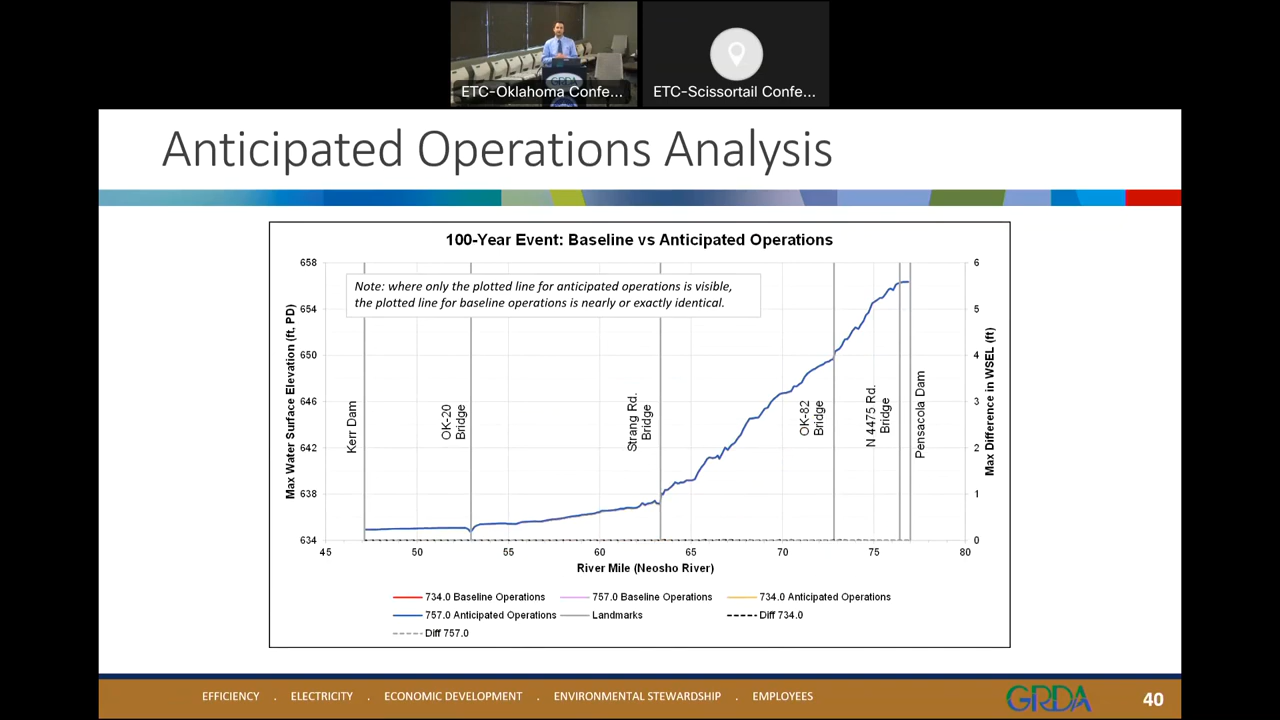 ETC-Oklahoma Confe...
ETC-Scissortail Confe...
Anticipated Operations Analysis
100-Year Event: Baseline vs Anticipated Operations
Note: where only the plotted line for anticipated operations is visible,
the plotted line for baseline operations is nearly or exactly identical.
Max Water Surface Elevation (ft, PD)
658
654
650
646
642
638
634
Kerr Dam
OK-20
Bridge
Strang Rd.
Bridge
OK-82
Bridge
N 4475 Rd.
Bridge
Pensacola Dam
6
5
4
3
2
1
0
Max Difference in WSEL (ft)
45 50 55 60 65 70 75 80
River Mile (Neosho River)
734.0 Baseline Operations 757.0 Baseline Operations 734.0 Anticipated Operations
757.0 Anticipated Operations Landmarks Diff 734.0
Diff 757.0
EFFICIENCY . ELECTRICITY . ECONOMIC DEVELOPMENT . ENVIRONMENTAL STEWARDSHIP . EMPLOYEES
GRDA
40